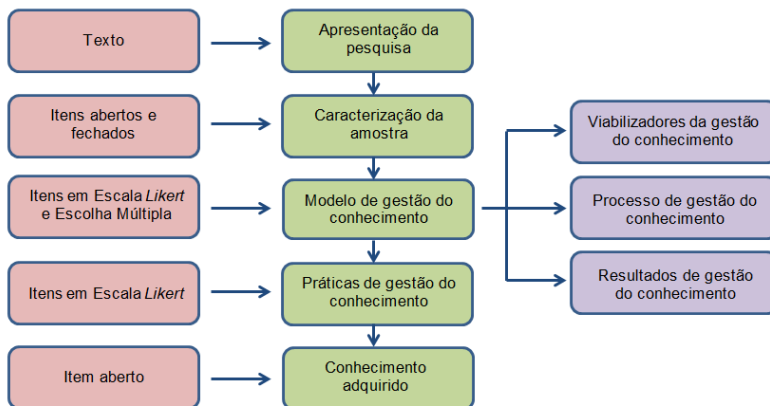 Texto
Apresentação da
pesquisa
Itens abertos e
fechados
Caracterização da
amostra
Viabilizadores da gestão
do conhecimento
Itens em Escala Likert
e Escolha Múltipla
Modelo de gestão do
conhecimento
Processo de gestão do
conhecimento
Resultados de gestão
do conhecimento
Itens em Escala Likert
Práticas de gestão do
conhecimento
Item aberto
Conhecimento
adquirido